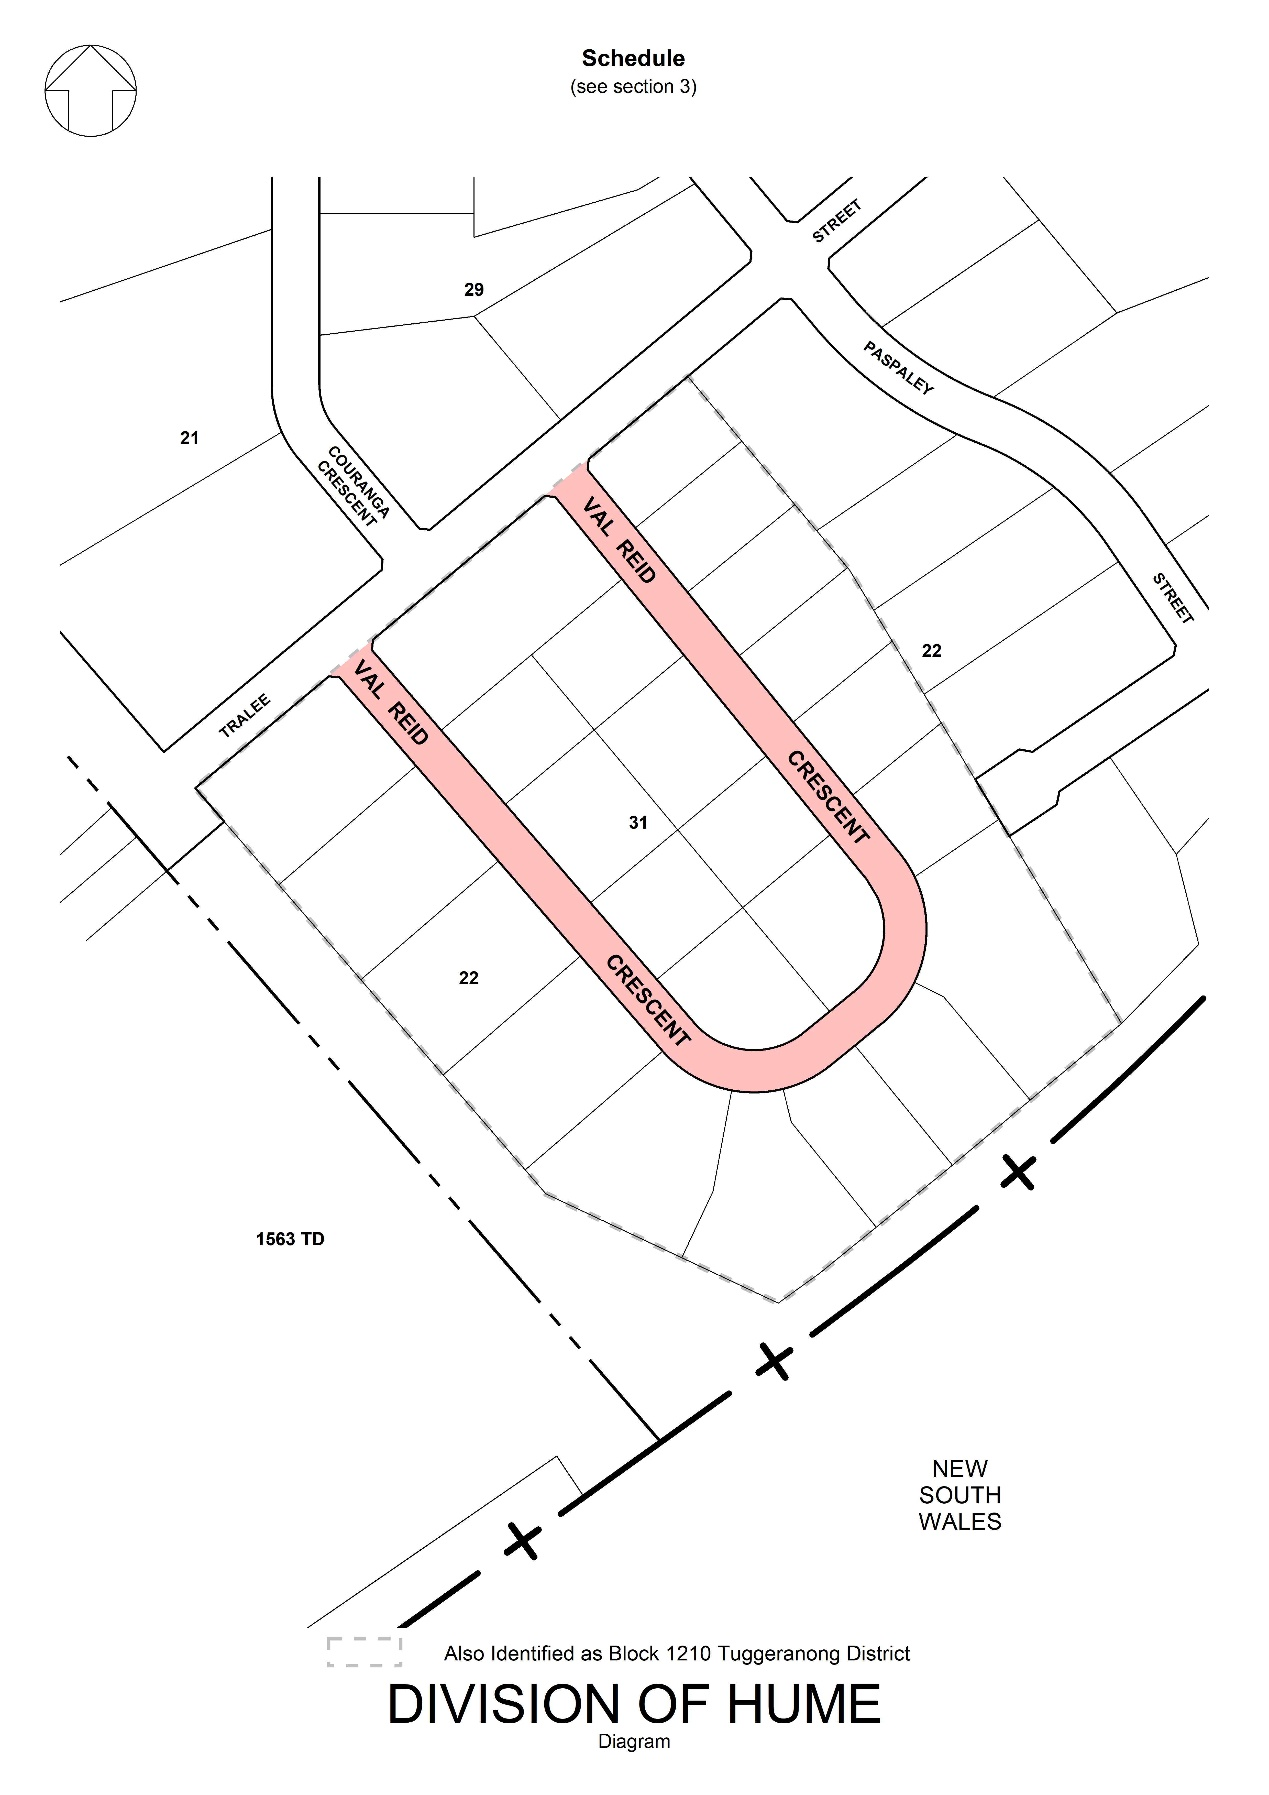 Schedule
(see section 3)
STREET
29
PASPALEY
21
COURANGA
CRESCENT
VAL REID
STREET
22
VAL REID
TRALEE
CRESCENT
31
22
CRESCENT
1563 TD
NEW
SOUTH
WALES
Also Identified as Block 1210 Tuggeranong District
DIVISION OF HUME
Diagram